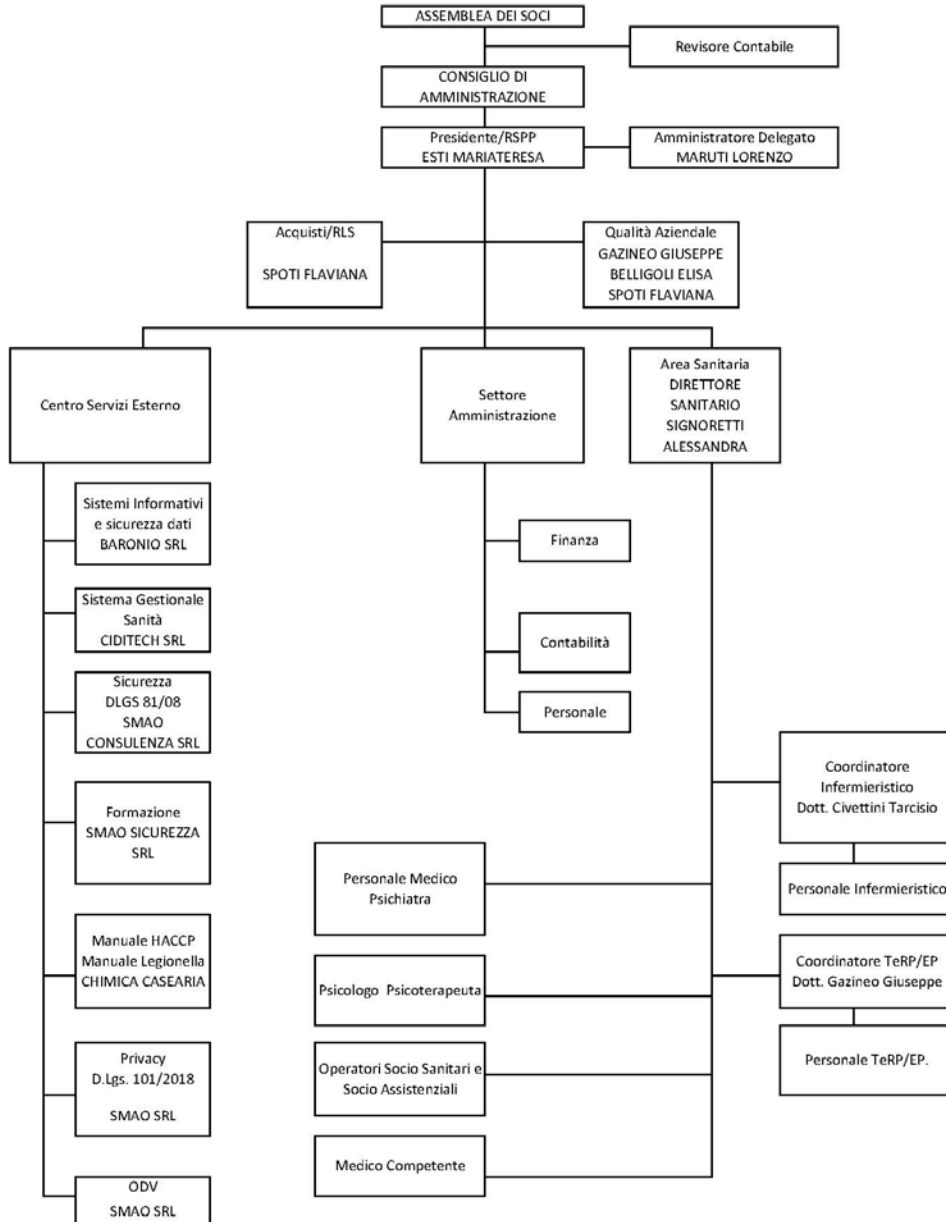 ASSEMBLEA DEI SOCI
Revisore Contabile
CONSIGLIO DI
AMMINISTRAZIONE
Presidente/RSPP
ESTI MARIATERESA
Amministratore Delegato
MARUTI LORENZO
Acquisti/RLS
SPOTI FLAVIANA
Qualità Aziendale
GAZINEO GIUSEPPE
BELLIGOLI ELISA
SPOTI FLAVIANA
Centro Servizi Esterno
Settore
Amministrazione
Area Sanitaria
DIRETTORE
SANITARIO
SIGNORETTI
ALESSANDRA
Sistemi Informativi
e sicurezza dati
BARONIO SRL
Sistema Gestionale
Sanità
CIDITECH SRL
Sicurezza
DLGS 81/08
SMAO
CONSULENZA SRL
Formazione
SMAO SICUREZZA
SRL
Manuale HACCP
Manuale Legionella
CHIMICA CASEARIA
Privacy
D.Lgs. 101/2018
SMAO SRL
ODV
SMAO SRL
Finanza
Contabilità
Personale
Personale Medico
Psichiatra
Psicologo Psicoterapeuta
Operatori Socio Sanitari e
Socio Assistenziali
Medico Competente
Coordinatore
Infermieristico
Dott. Civettini Tarcisio
Personale Infermieristico
Coordinatore TeRP/EP
Dott. Gazineo Giuseppe
Personale TeRP/EP.